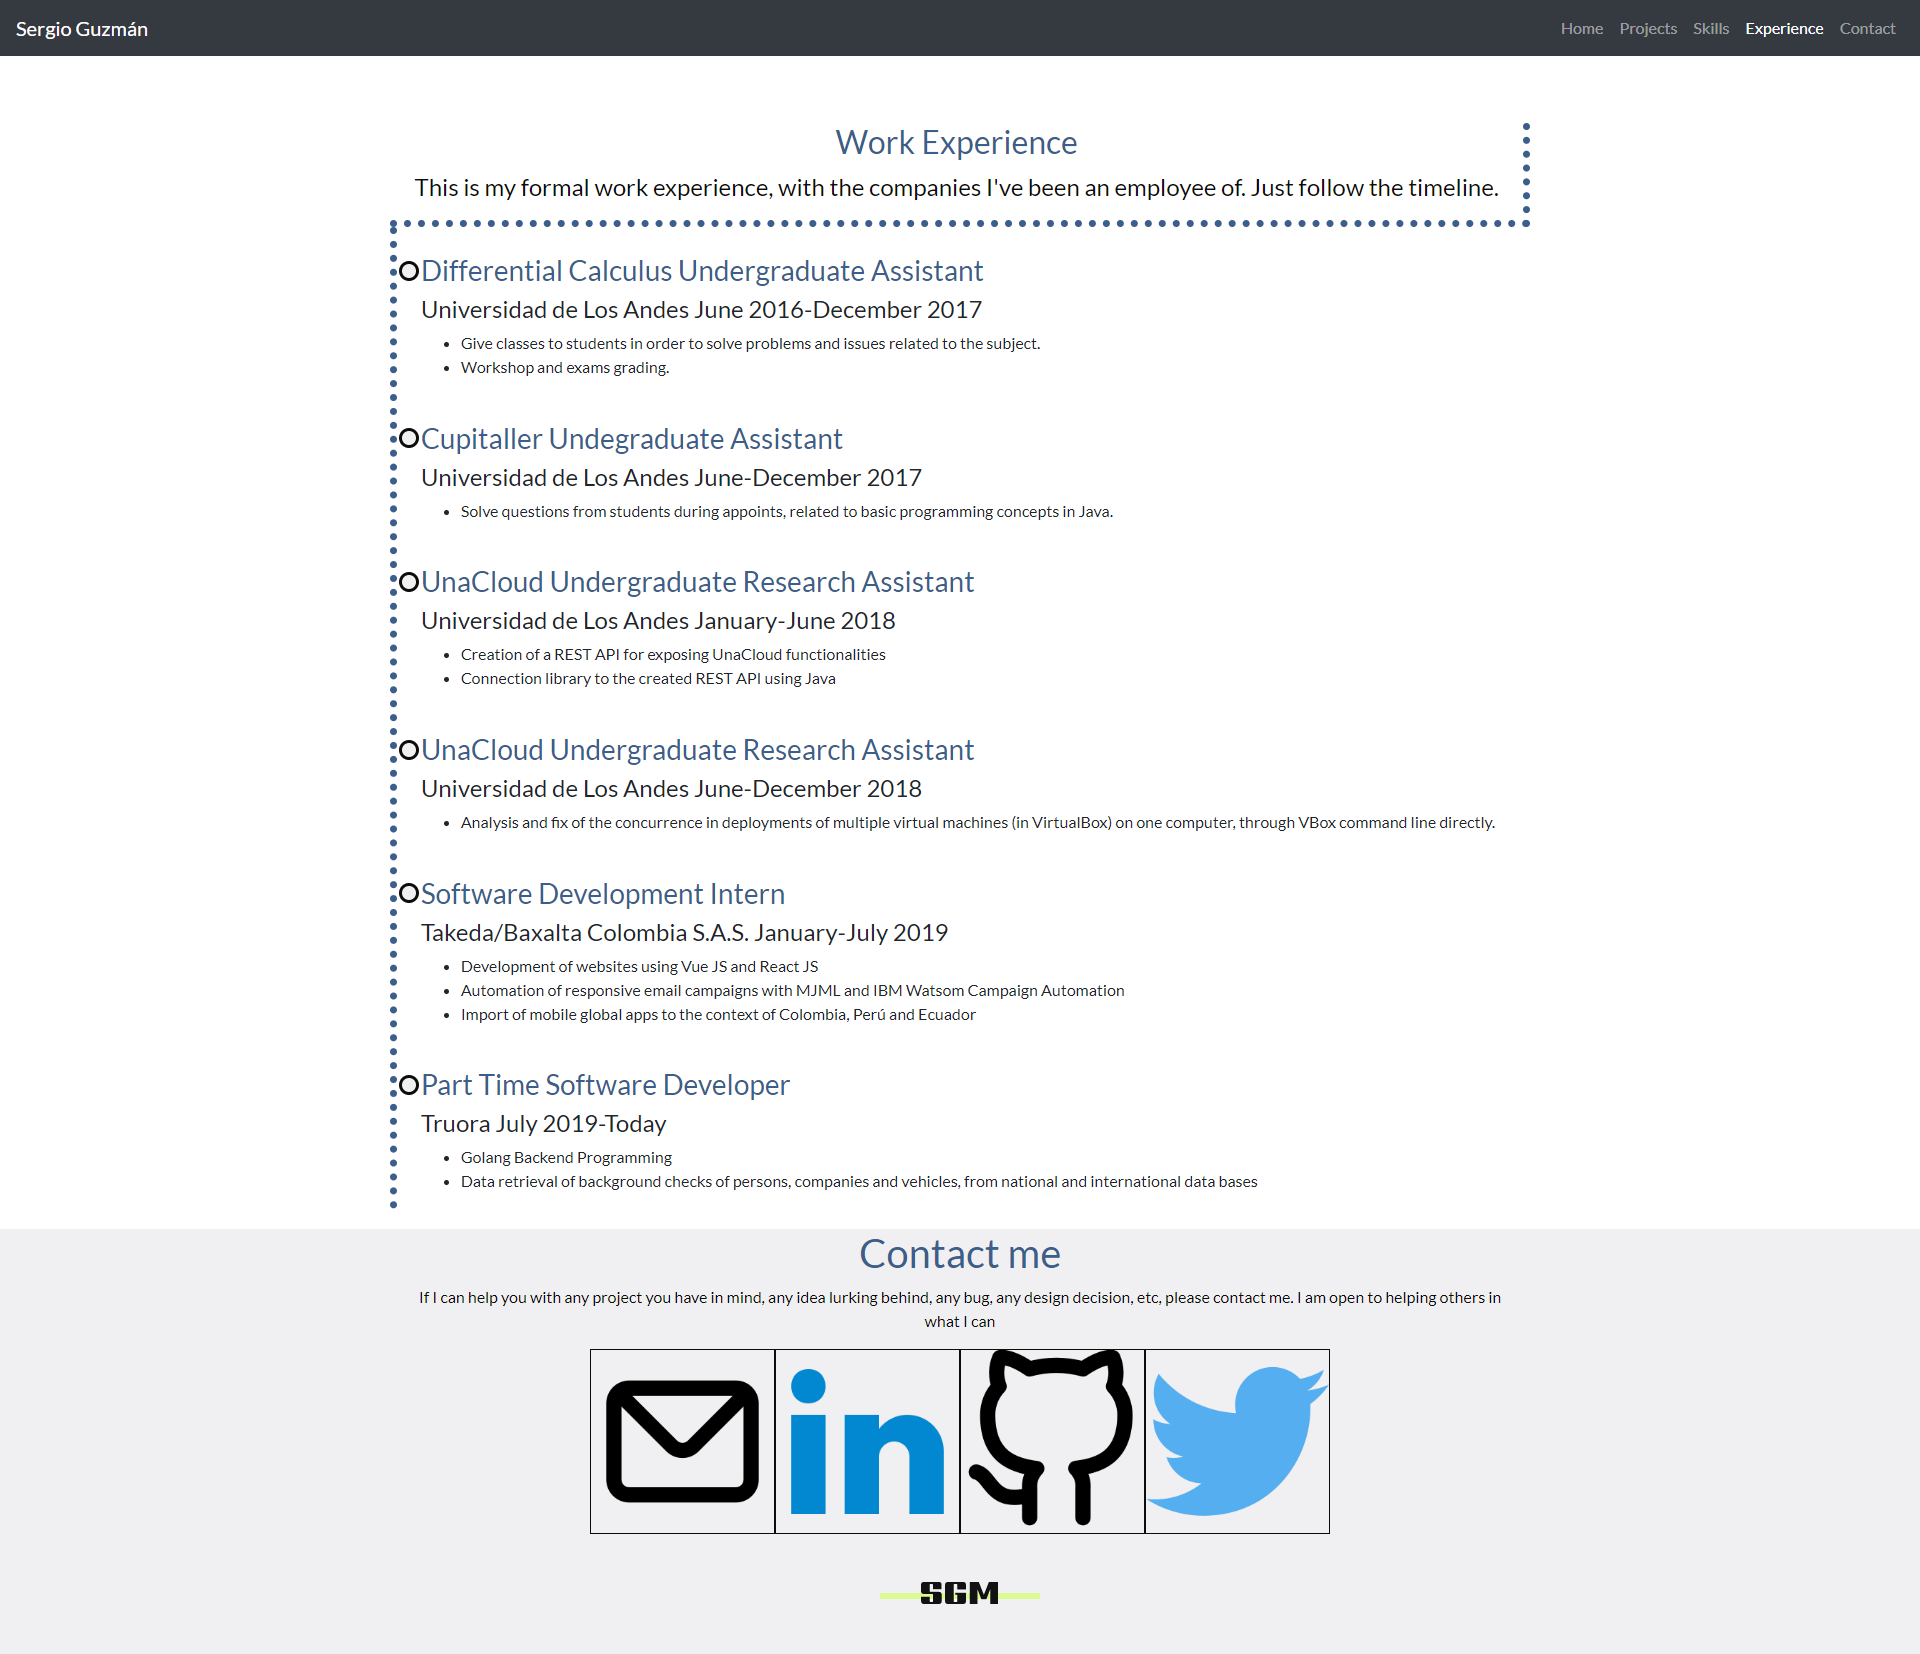 Sergio Guzmán
Home Projects Skills Experience Contact
Work Experience
This is my formal work experience, with the companies I've been an employee of. Just follow the timeline.
Differential Calculus Undergraduate Assistant
Universidad de Los Andes June 2016-December 2017
Give classes to students in order to solve problems and issues related to the subject.
Workshop and exams grading.
Cupitaller Undegraduate Assistant
Universidad de Los Andes June-December 2017
Solve questions from students during appoints, related to basic programming concepts in Java.
UnaCloud Undergraduate Research Assistant
Universidad de Los Andes January-June 2018
Creation of a REST API for exposing UnaCloud functionalities
Connection library to the created REST API using Java
UnaCloud Undergraduate Research Assistant
Universidad de Los Andes June-December 2018
Analysis and fix of the concurrence in deployments of multiple virtual machines (in VirtualBox) on one computer, through VBox command line directly.
Software Development Intern
Takeda/Baxalta Colombia S.A.S. January-July 2019
Development of websites using Vue JS and React JS
Automation of responsive email campaigns with MJML and IBM Watsom Campaign Automation
Import of mobile global apps to the context of Colombia, Perú and Ecuador
Part Time Software Developer
Truora July 2019-Today
Golang Backend Programming
Data retrieval of background checks of persons, companies and vehicles, from national and international data bases
Contact me
If I can help you with any project you have in mind, any idea lurking behind, any bug, any design decision, etc, please contact me. I am open to helping others in
what I can
in
SGM